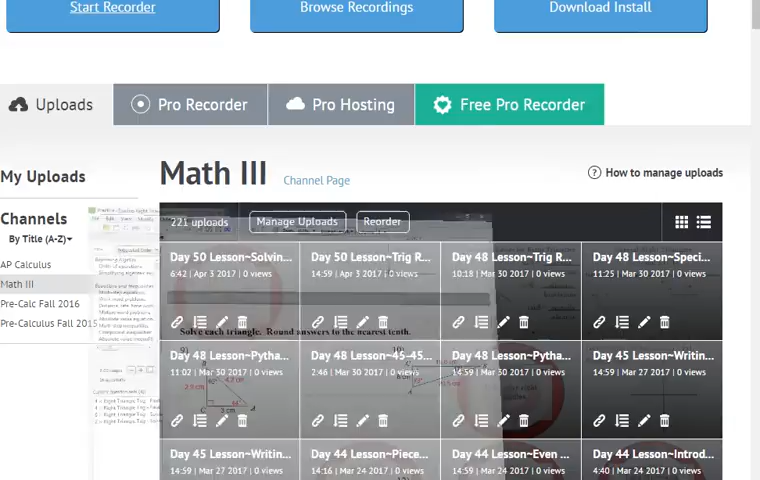 Start Recorder
Browse Recordings
Download Install
Uploads
Pro Recorder
Pro Hosting
Free Pro Recorder
My Uploads
Math III
Channel Page
How to manage uploads
Channels
By Title (A-Z)
AP Calculus
Math III
Pre-Calc Fall 2016
Pre-Calculus Fall 2015
221 uploads
Manage Uploads
Reorder
Day 50 Lesson~Solvin...
6:42 | Apr 3 2017 | 0 views
Day 50 Lesson~Trig R...
14:59 | Apr 3 2017 | 0 views
Day 48 Lesson~Trig R...
10:18 | Mar 30 2017 | 0 views
Day 48 Lesson~Speci...
11:25 | Mar 30 2017 | 0 views
Solve each triangle. Round answers to the nearest tenth.
Day 48 Lesson~Pytha...
11:02 | Mar 30 2017 | 0 views
Day 48 Lesson~45-45...
2:46 | Mar 30 2017 | 0 views
Day 48 Lesson~Pytha...
14:59 | Mar 30 2017 | 0 views
Day 45 Lesson~Writin...
14:59 | Mar 27 2017 | 0 views
Day 45 Lesson~Writin...
14:59 | Mar 27 2017 | 0 views
Day 44 Lesson~Piece...
14:16 | Mar 24 2017 | 0 views
Day 44 Lesson~Even ...
14:59 | Mar 24 2017 | 0 views
Day 44 Lesson~Introd...
4:40 | Mar 24 2017 | 0 views